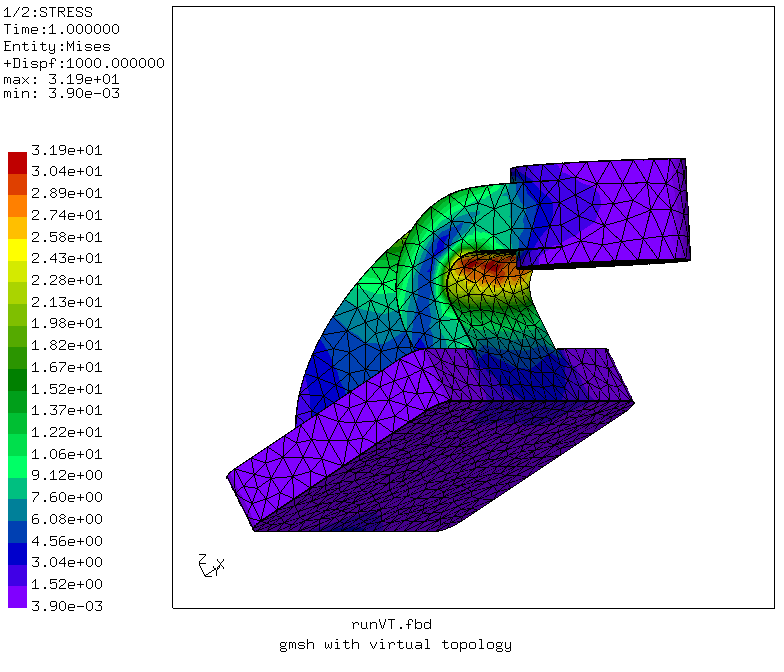 1/2:STRESS
Time:1.000000
Entity:Mises
+Dispf:1000.000000
max: 3.19e+01
min: 3.90e-03
3.19e+01
3.04e+01
2.89e+01
2.74e+01
2.58e+01
2.43e+01
2.28e+01
2.13e+01
1.98e+01
1.82e+01
1.67e+01
1.52e+01
1.37e+01
1.22e+01
1.06e+01
9.12e+00
7.60e+00
6.08e+00
4.56e+00
3.04e+00
1.52e+00
3.90e-03
Z
X
Y
runVT.fbd
gmsh with virtual topology